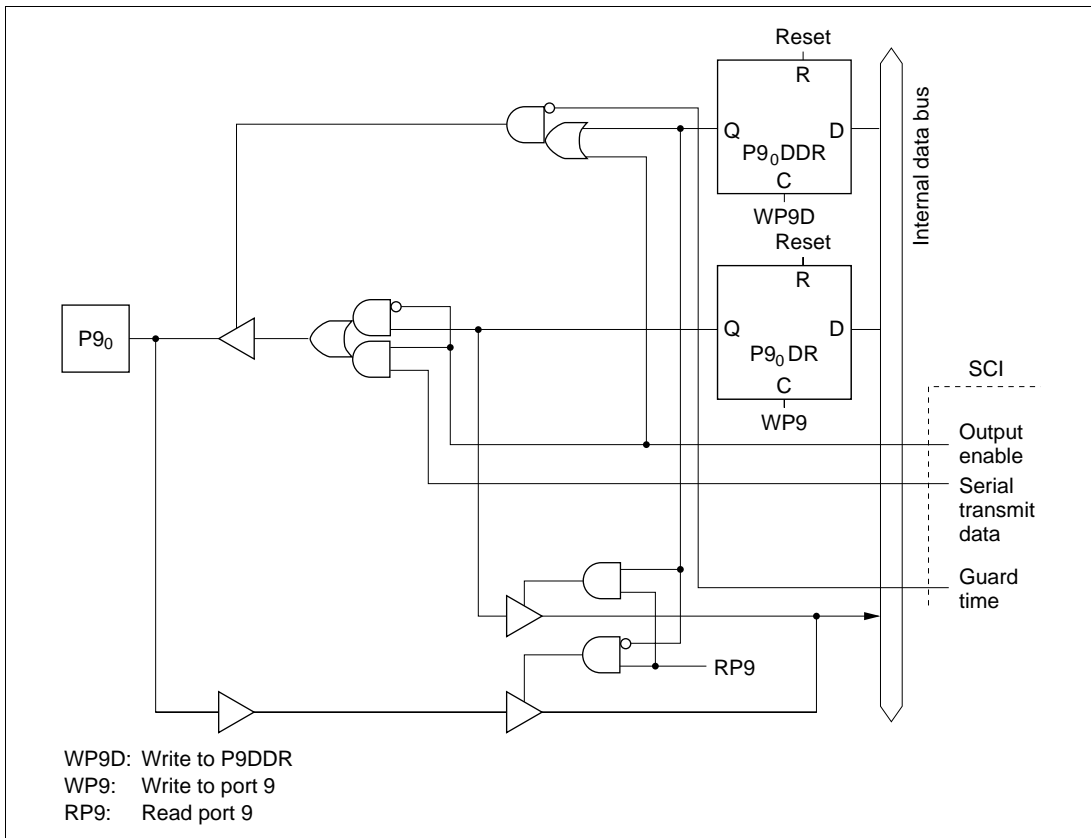 Reset
R
Q
D
P9₀DDR
C
WP9D
Internal data bus
Reset
R
P9₀
Q
D
P9₀DR
C
WP9
SCI
Output
enable
Serial
transmit
data
Guard
time
RP9
WP9D: Write to P9DDR
WP9: Write to port 9
RP9: Read port 9